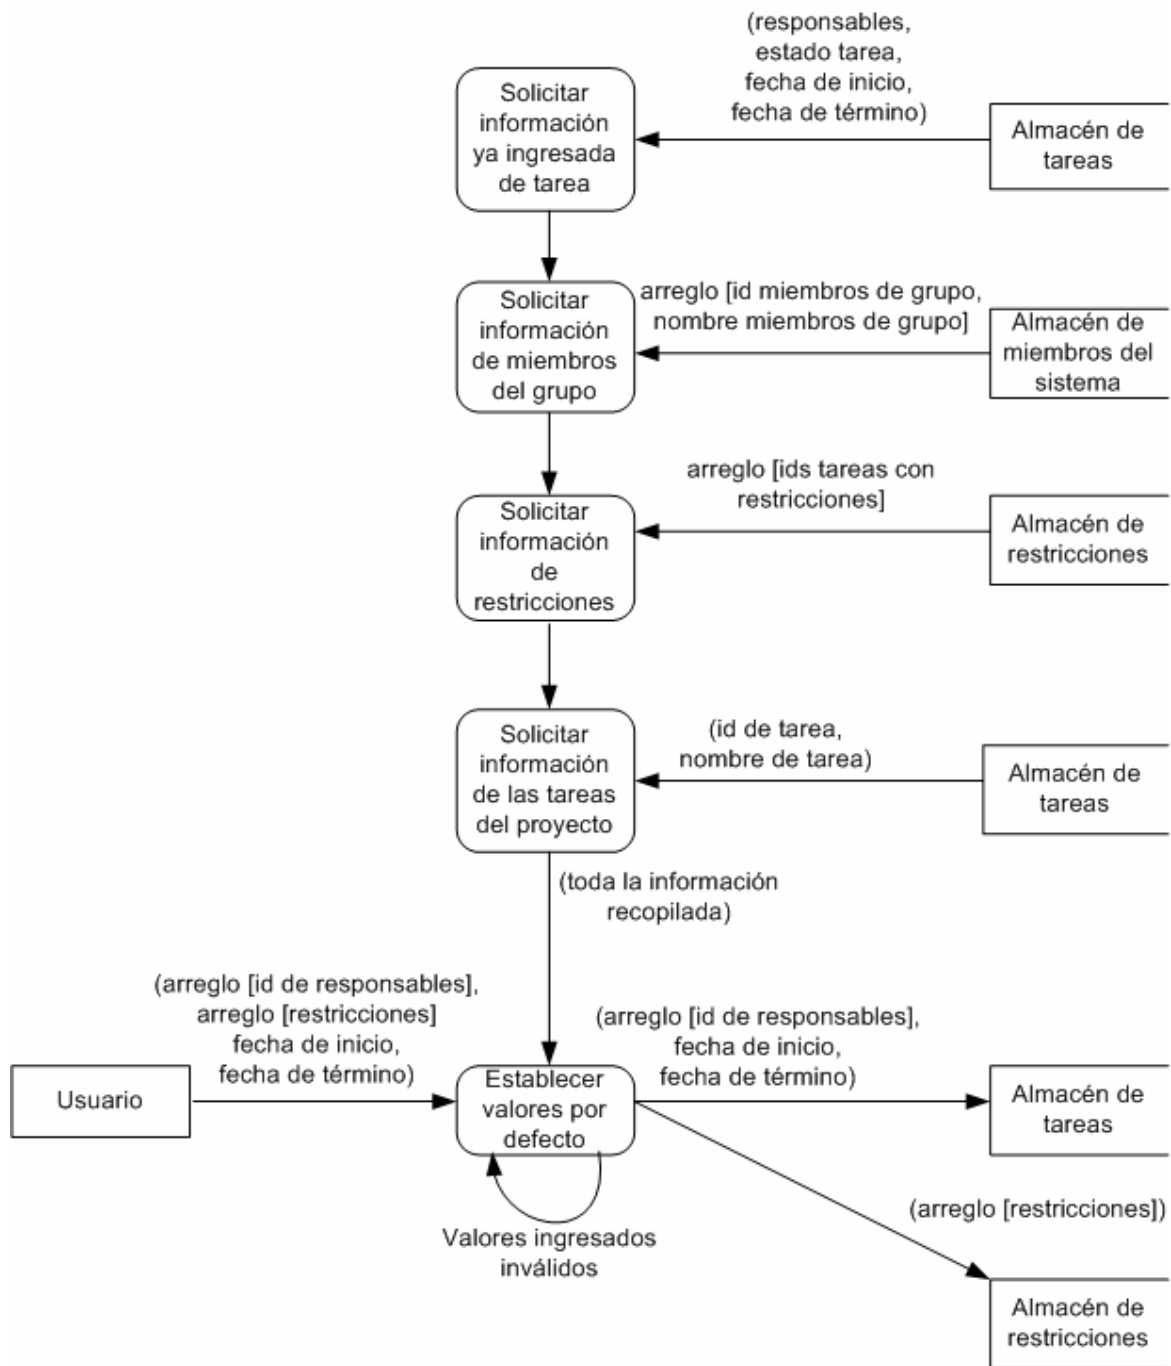 (responsables,
estado tarea,
fecha de inicio,
fecha de término)
Solicitar
información
ya ingresada
de tarea
Almacén de
tareas
arreglo [id miembros de grupo,
nombre miembros de grupo]
Solicitar
información
de miembros
del grupo
Almacén de
miembros del
sistema
arreglo [ids tareas con
restricciones]
Solicitar
información
de
restricciones
Almacén de
restricciones
(id de tarea,
nombre de tarea)
Solicitar
información
de las tareas
del proyecto
Almacén de
tareas
(toda la información
recopilada)
(arreglo [id de responsables],
arreglo [restricciones]
fecha de inicio,
fecha de término)
(arreglo [id de responsables],
fecha de inicio,
fecha de término)
Usuario
Establecer
valores por
defecto
Almacén de
tareas
(arreglo [restricciones])
Valores ingresados
inválidos
Almacén de
restricciones